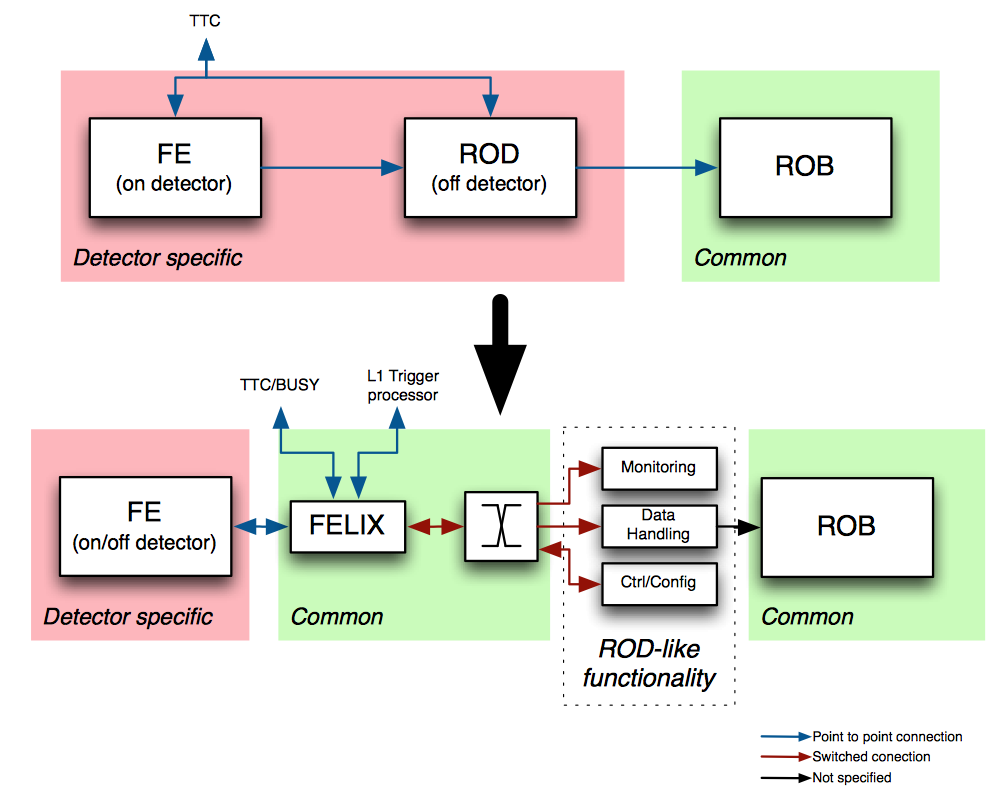 TTC
FE
(on detector)
ROD
(off detector)
ROB
Detector specific
Common
TTC/BUSY
L1 Trigger
processor
FE
(on/off detector)
FELIX
Monitoring
Data
Handling
Ctrl/Config
ROB
Detector specific
Common
ROD-like
functionality
Common
Point to point connection
Switched conection
Not specified